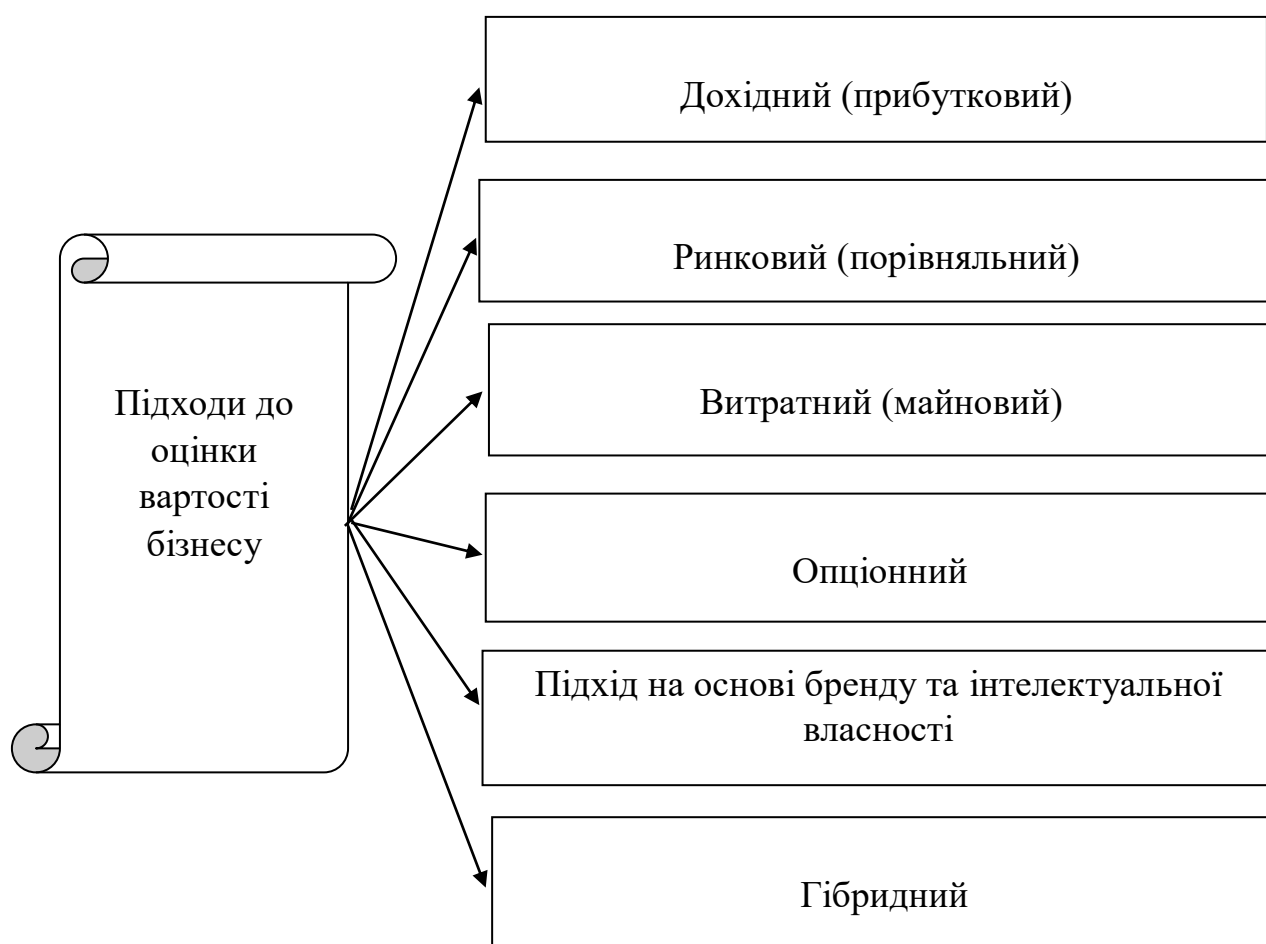 Підходи до
оцінки
вартості
бізнесу
Дохідний (прибутковий)
Ринковий (порівняльний)
Витратний (майновий)
Опціонний
Підхід на основі бренду та інтелектуальної
власності
Гібридний